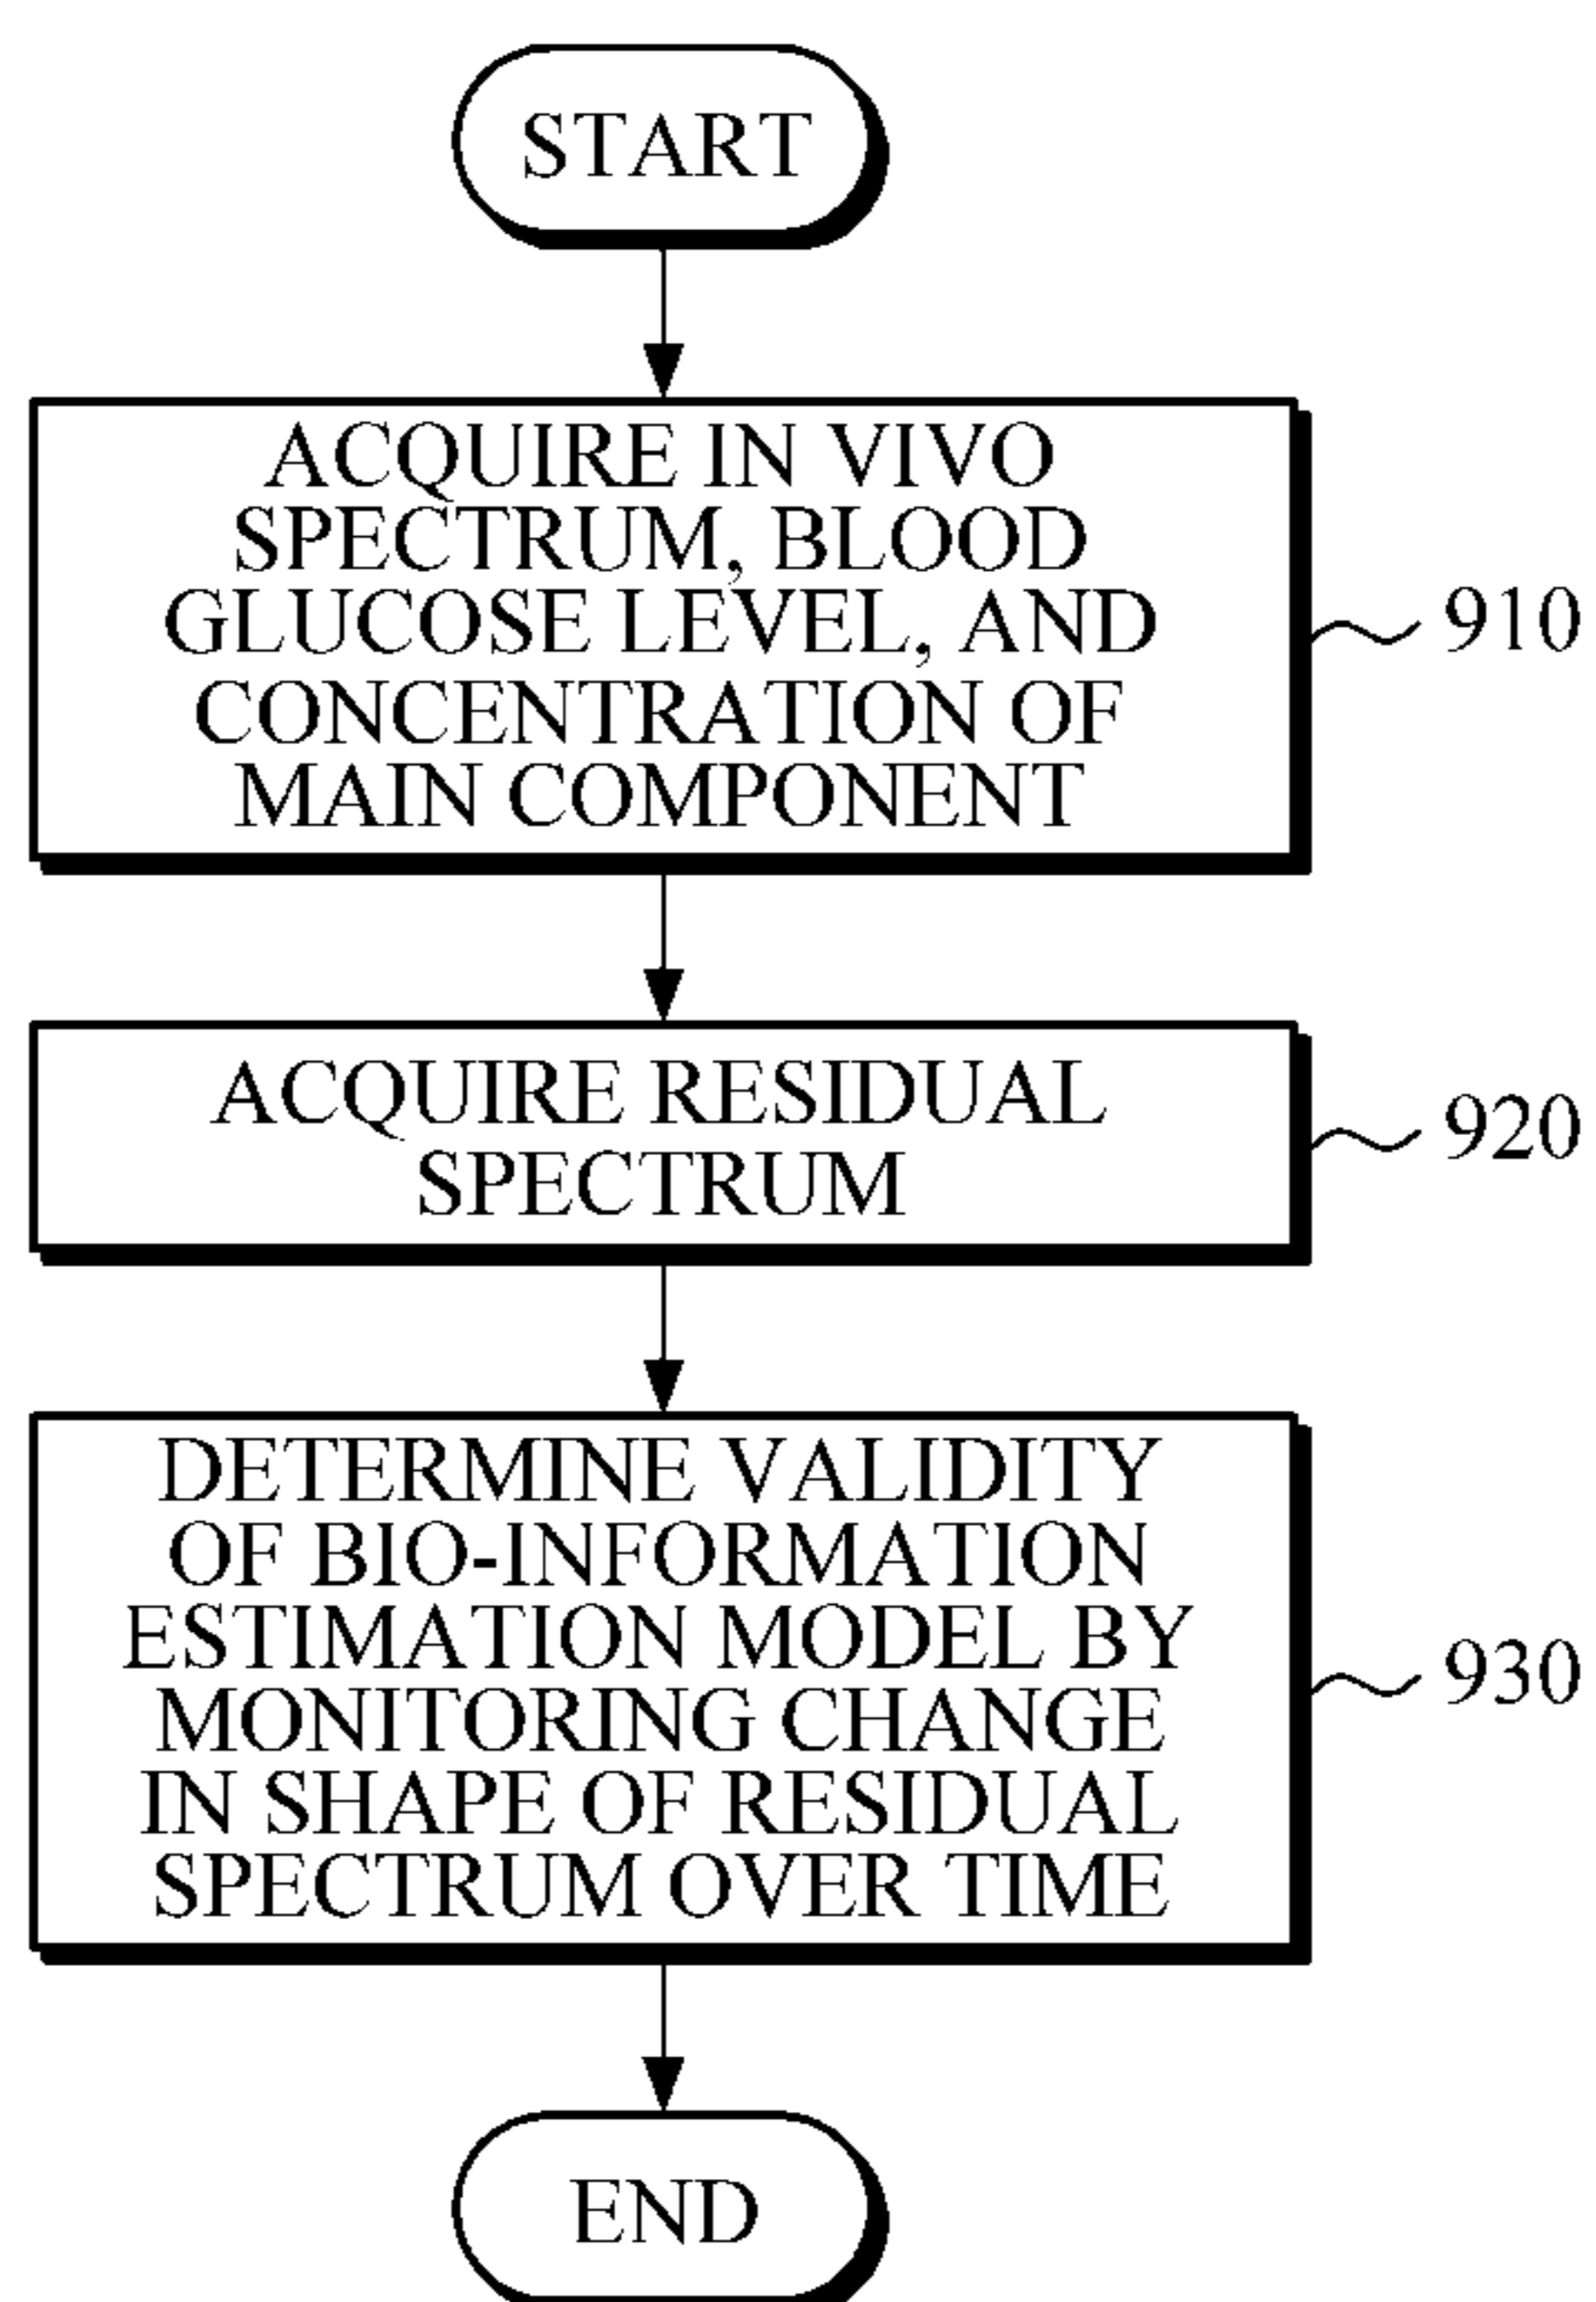 START
ACQUIRE IN VIVO
SPECTRUM, BLOOD
GLUCOSE LEVEL, AND
CONCENTRATION OF
MAIN COMPONENT
910
ACQUIRE RESIDUAL
SPECTRUM
920
DETERMINE VALIDITY
OF BIO-INFORMATION
ESTIMATION MODEL BY
MONITORING CHANGE
IN SHAPE OF RESIDUAL
SPECTRUM OVER TIME
930
END